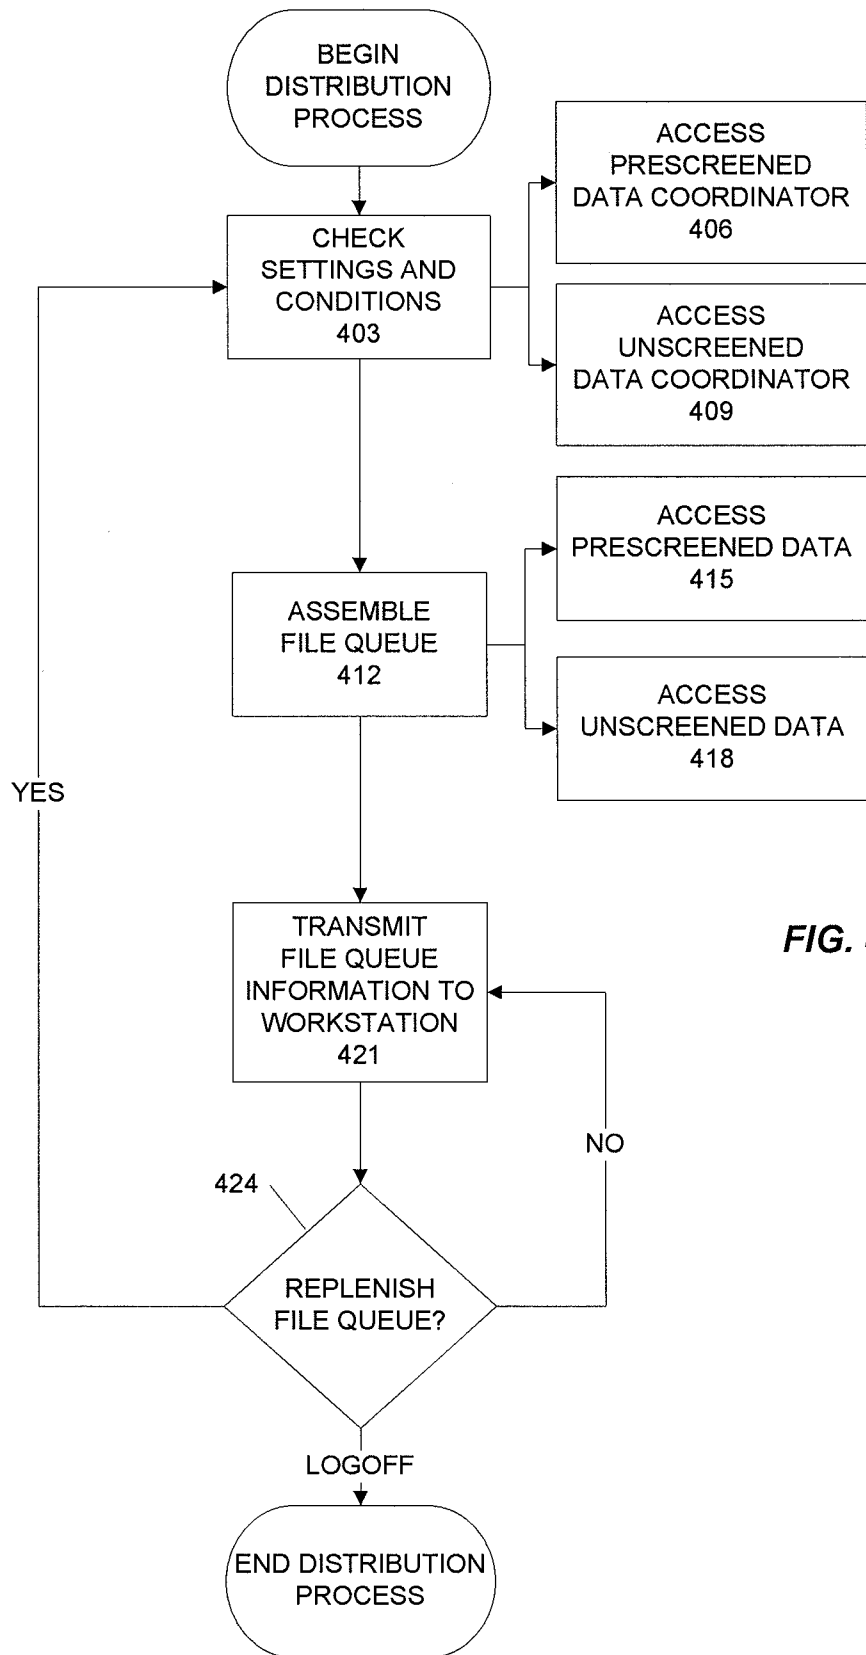 BEGIN
DISTRIBUTION
PROCESS
CHECK
SETTINGS AND
CONDITIONS
403
ACCESS
PRESCREENED
DATA COORDINATOR
406
ACCESS
UNSCREENED
DATA COORDINATOR
409
ASSEMBLE
FILE QUEUE
412
ACCESS
PRESCREENED DATA
415
ACCESS
UNSCREENED DATA
418
YES
TRANSMIT
FILE QUEUE
INFORMATION TO
WORKSTATION
421
FIG.
NO
424
REPLENISH
FILE QUEUE?
LOGOFF
END DISTRIBUTION
PROCESS